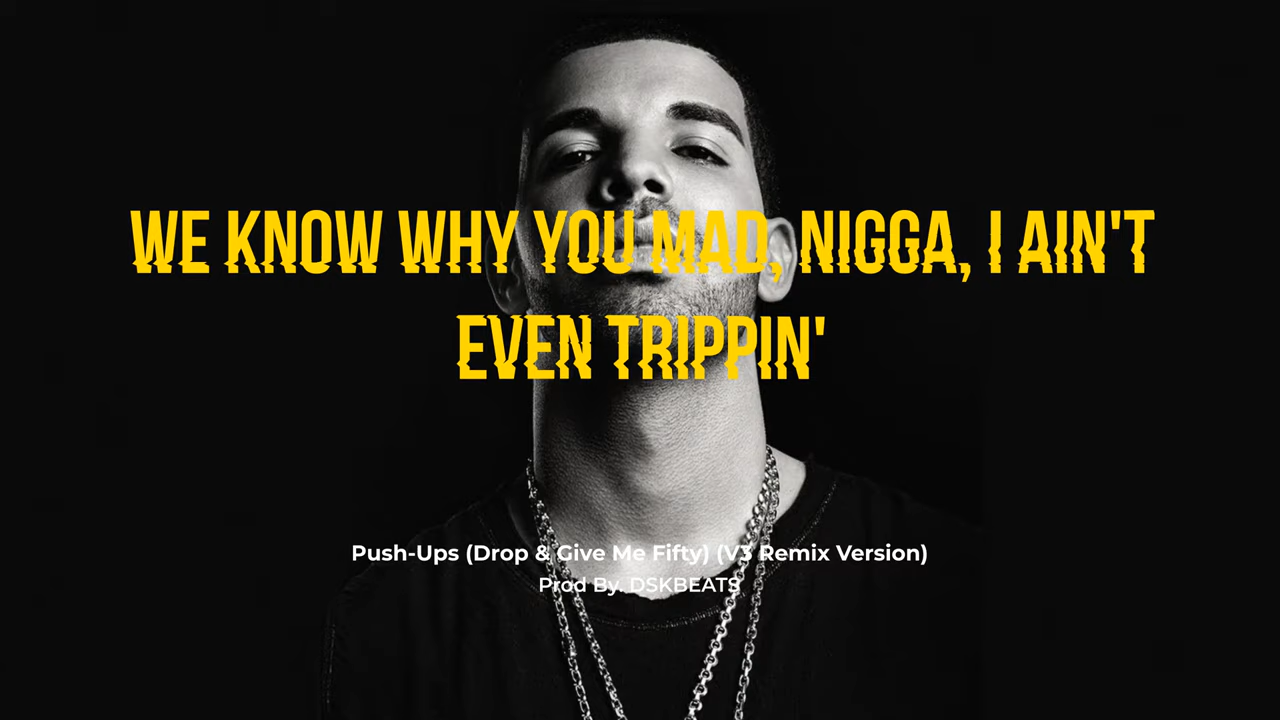 WE KNOW WHY YOU MAD, NIGGA, I AIN'T
EVEN TRIPPIN'
Push-Ups (Drop & Give Me Fifty) (V3 Remix Version)
Prod By. DSKBEATS